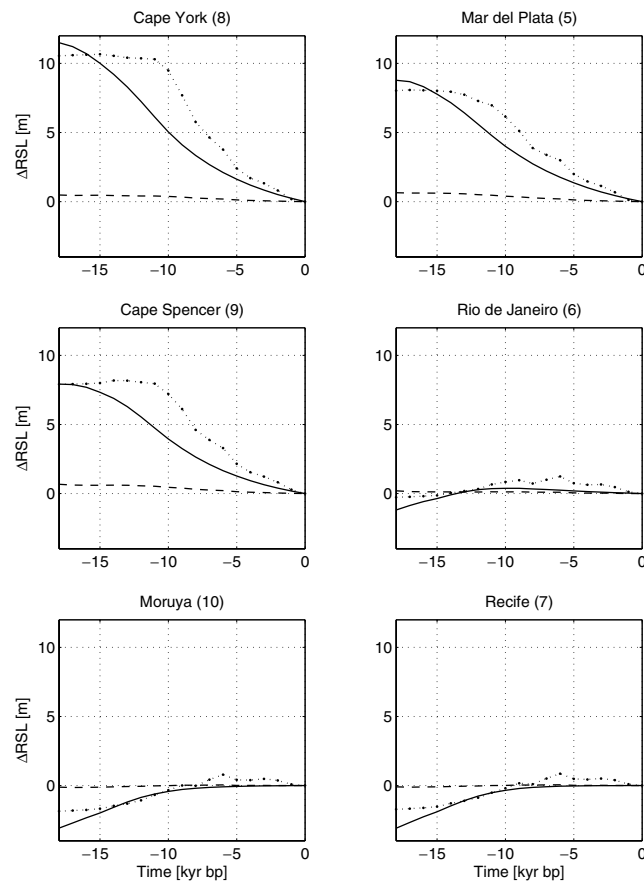 Cape York (8)
Mar del Plata (5)
ΔRSL [m]
10
5
0
−15 −10 −5 0
ΔRSL [m]
10
5
0
−15 −10 −5 0
Cape Spencer (9)
Rio de Janeiro (6)
ΔRSL [m]
10
5
0
−15 −10 −5 0
10
5
0
−15 −10 −5 0
Moruya (10)
Recife (7)
ΔRSL [m]
10
5
0
−15 −10 −5 0
Time [kyr bp]
10
5
0
−15 −10 −5 0
Time [kyr bp]